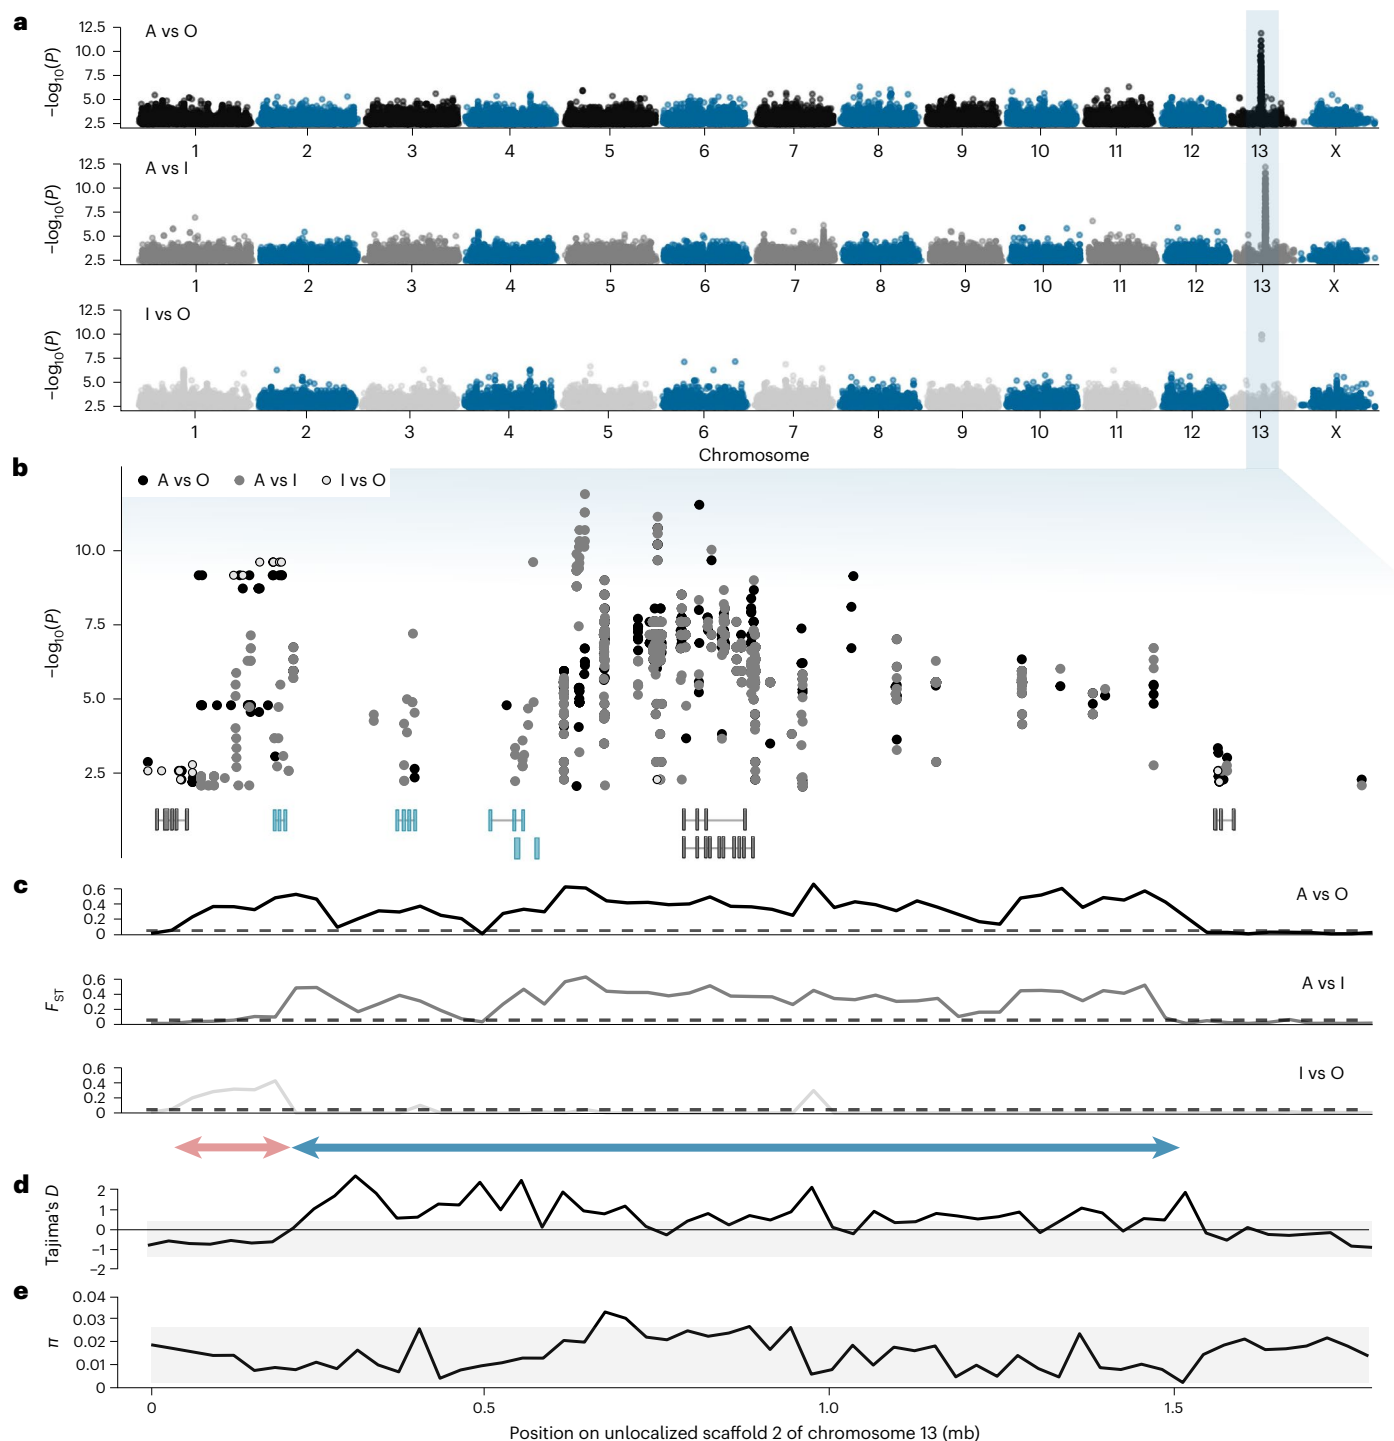 a
A vs O
12.5
10.0
7.5
5.0
2.5
−log10(P)
1 2 3 4 5 6 7 8 9 10 11 12 13 X
A vs I
12.5
10.0
7.5
5.0
2.5
−log10(P)
1 2 3 4 5 6 7 8 9 10 11 12 13 X
I vs O
12.5
10.0
7.5
5.0
2.5
−log10(P)
1 2 3 4 5 6 7 8 9 10 11 12 13 X
Chromosome
b
A vs O A vs I I vs O
10.0
7.5
5.0
2.5
−log10(P)
c
0.6
0.4
0.2
0
A vs O
0.6
0.4
0.2
0
FST
A vs I
0.6
0.4
0.2
0
I vs O
d
2
1
0
−1
−2
Tajima's D
e
0.04
0.03
0.02
0.01
0
π
0 0.5 1.0 1.5
Position on unlocalized scaffold 2 of chromosome 13 (mb)